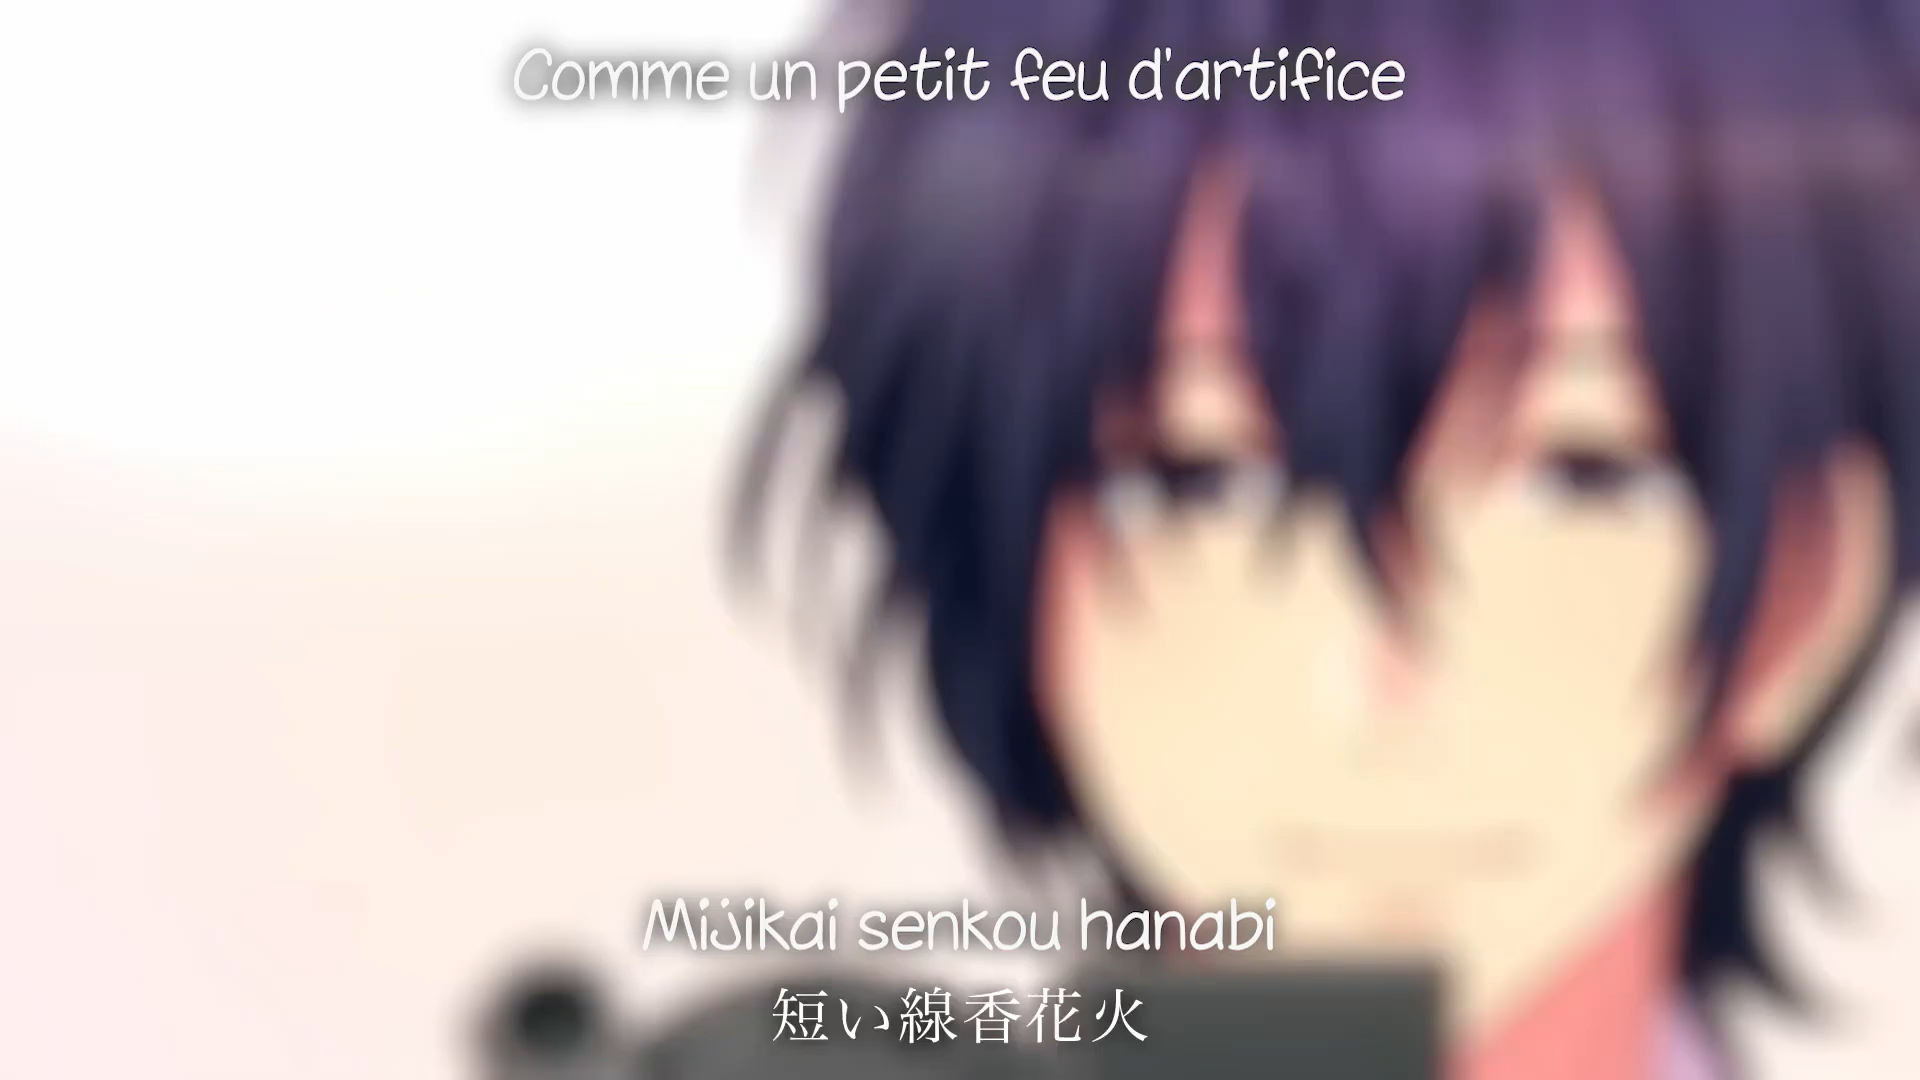 Comme un petit feu d'artifice
Mijikai senkou hanabi
短い線香花火